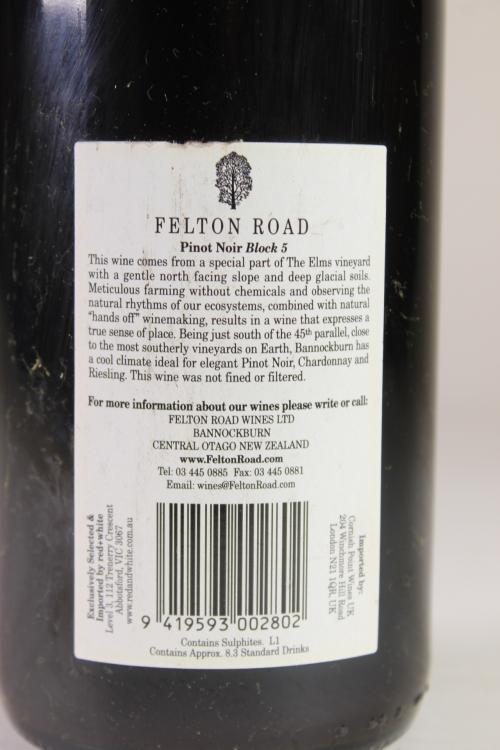 FELTON ROAD
Pinot Noir Block 5
This wine comes from a special part of The Elms vineyard
with a gentle north facing slope and deep glacial soils.
Meticulous farming without chemicals and observing the
natural rhythms of our ecosystems, combined with natural
“hands off” winemaking, results in a wine that expresses a
true sense of place. Being just south of the 45th parallel, close
to the most southerly vineyards on Earth, Bannockburn has
a cool climate ideal for elegant Pinot Noir, Chardonnay and
Riesling. This wine was not fined or filtered.
For more information about our wines please write or call:
FELTON ROAD WINES LTD
BANNOCKBURN
CENTRAL OTAGO NEW ZEALAND
www.FeltonRoad.com
Tel: 03 445 0885 Fax: 03 445 0881
Email: wines@FeltonRoad.com
Exclusively Selected &
Imported by red+white
Level 3, 112 Trenerry Crescent
Abbotsford, VIC 3067
www.redandwhite.com.au
9 419593 002802
Imported by:
Cornish Point Wines UK
204 Winchmore Hill Road
London N21 1QR, UK
Contains Sulphites. L1
Contains Approx. 8.3 Standard Drinks